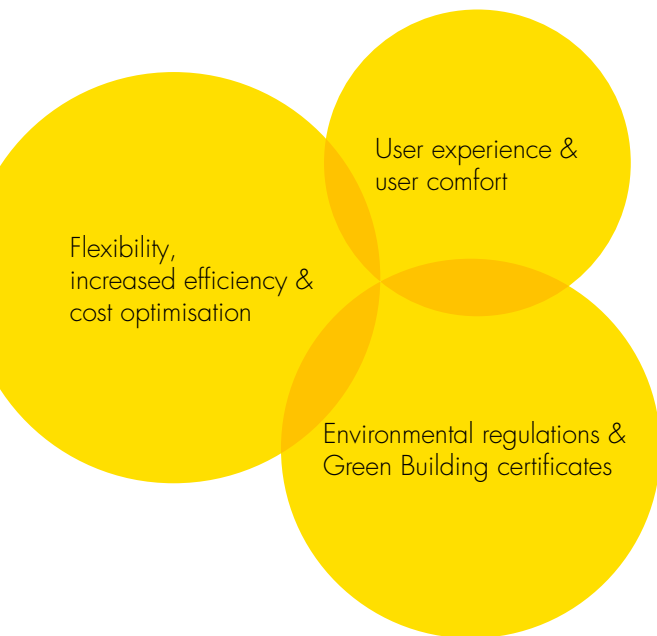 User experience &
user comfort
Flexibility,
increased efficiency &
cost optimisation
Environmental regulations &
Green Building certificates